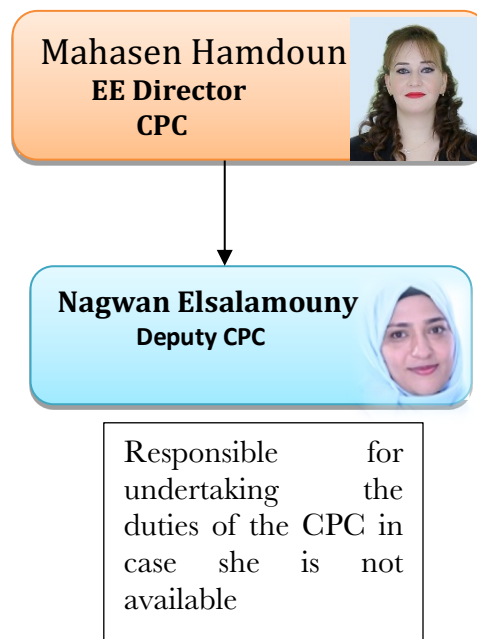 Mahasen Hamdoun
EE Director
CPC
Nagwan Elsalamouny
Deputy CPC
Responsible for
undertaking the
duties of the CPC in
case she is not
available